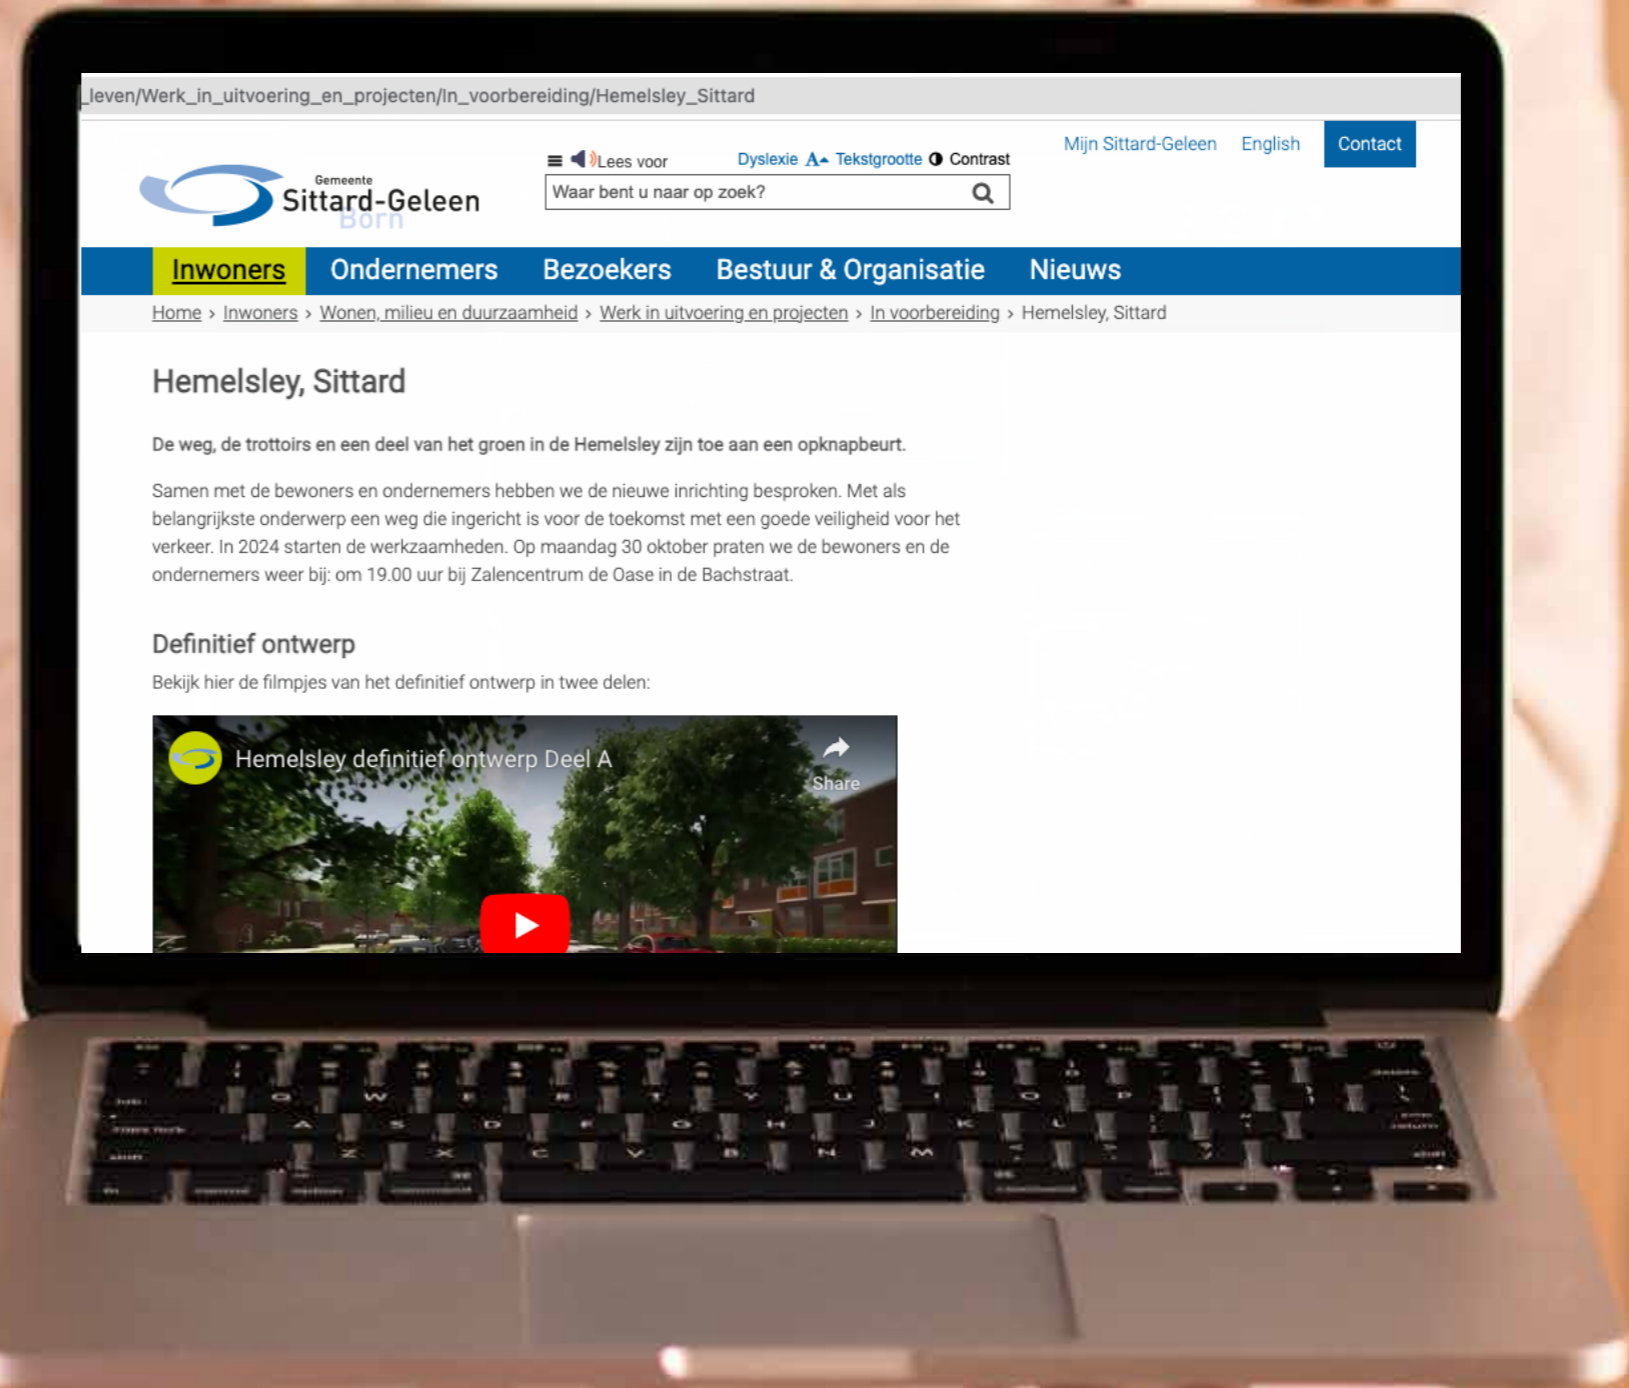 _leven/Werk_in_uitvoering_en_projecten/In_voorbereiding/Hemelsley_Sittard
Mijn Sittard-Geleen English Contact
Lees voor Dyslexie A Tekstgrootte Contrast
Gemeente
Sittard-Geleen
Born
Waar bent u naar op zoek?
Inwoners Ondernemers Bezoekers Bestuur & Organisatie Nieuws
Home › Inwoners › Wonen, milieu en duurzaamheid › Werk in uitvoering en projecten › In voorbereiding › Hemelsley, Sittard
Hemelsley, Sittard
De weg, de trottoirs en een deel van het groen in de Hemelsley zijn toe aan een opknapbeurt.
Samen met de bewoners en ondernemers hebben we de nieuwe inrichting besproken. Met als
belangrijkste onderwerp een weg die ingericht is voor de toekomst met een goede veiligheid voor het
verkeer. In 2024 starten de werkzaamheden. Op maandag 30 oktober praten we de bewoners en de
ondernemers weer bij: om 19.00 uur bij Zalencentrum de Oase in de Bachstraat.
Definitief ontwerp
Bekijk hier de filmpjes van het definitief ontwerp in twee delen:
Hemelsley definitief ontwerp Deel A
Share
Q W E R T Y U I O P
A S D F G H J K L
Z X C V B N M